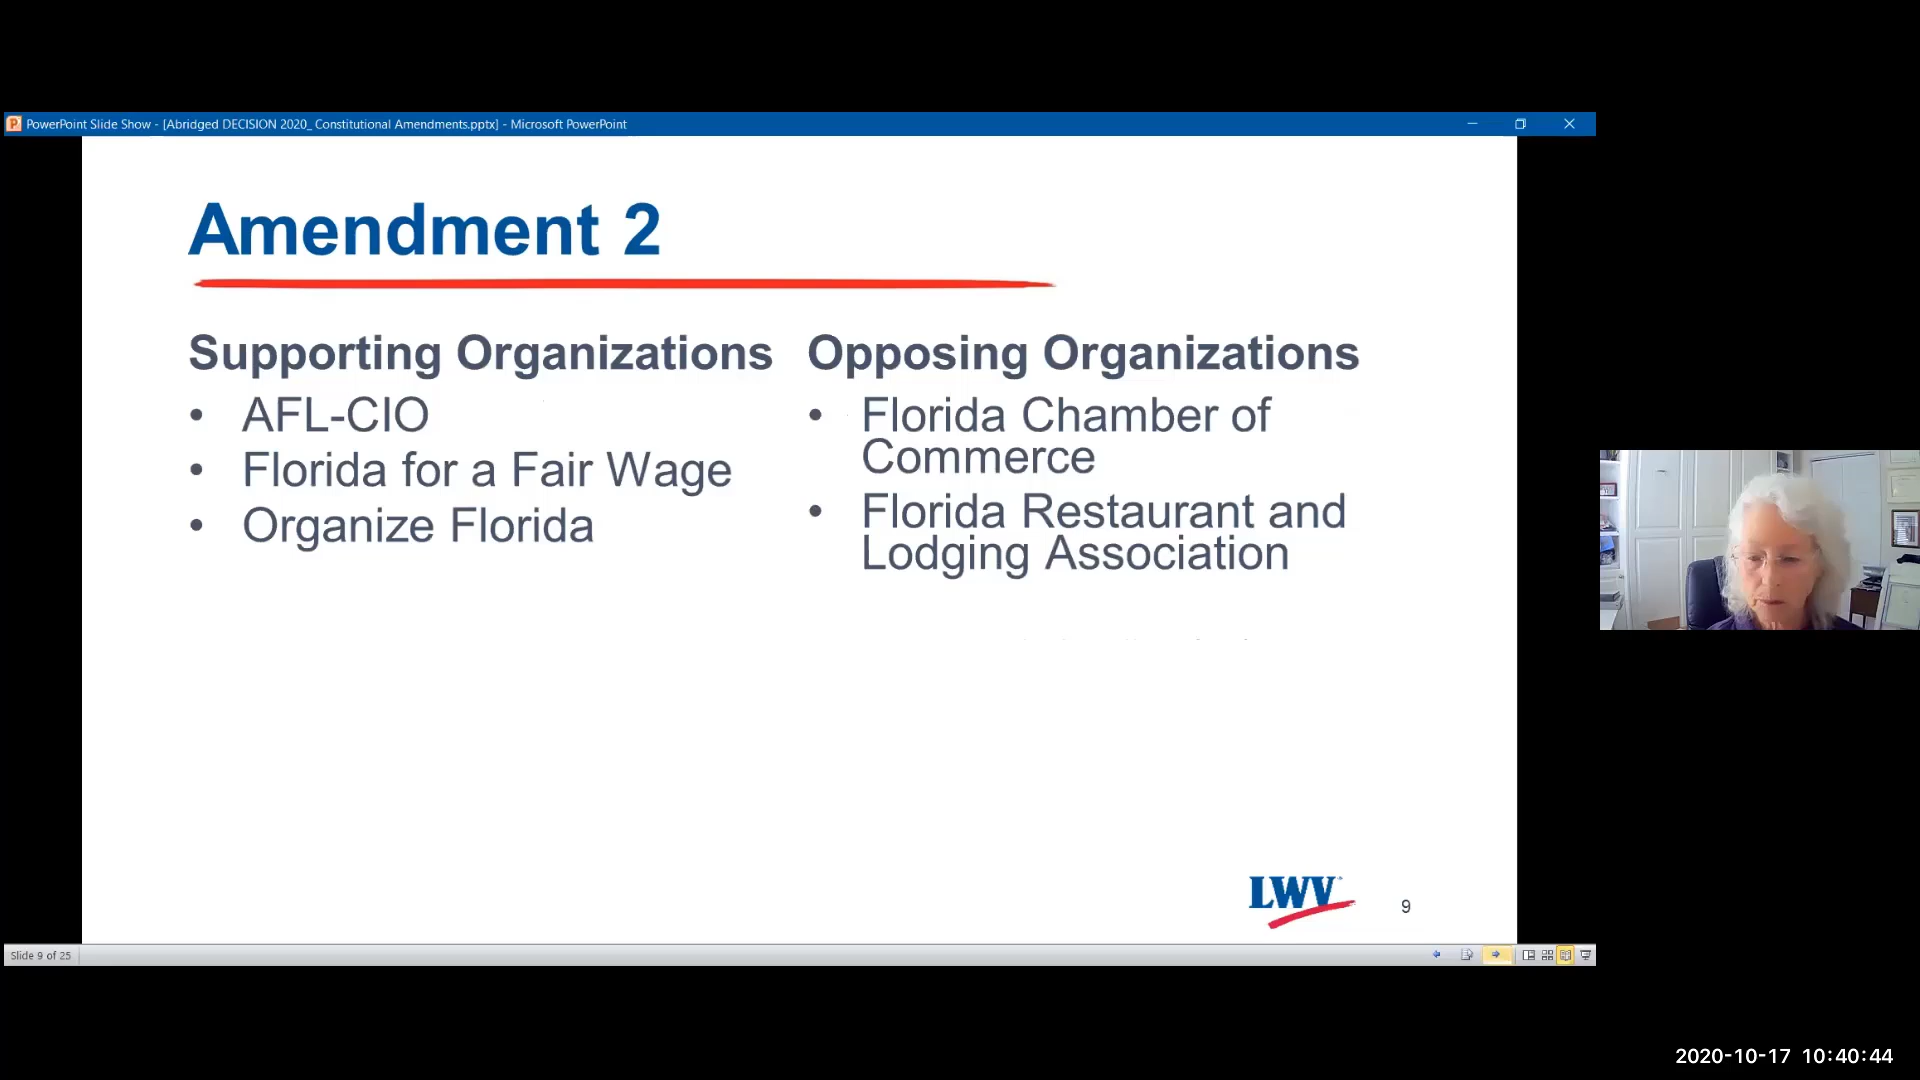 PowerPoint Slide Show - [Abridged DECISION 2020_ Constitutional Amendments.pptx] - Microsoft PowerPoint
Amendment 2
Supporting Organizations
• AFL-CIO
• Florida for a Fair Wage
• Organize Florida
Opposing Organizations
• Florida Chamber of
Commerce
• Florida Restaurant and
Lodging Association
LWV
9
Slide 9 of 25
2020-10-17 10:40:44